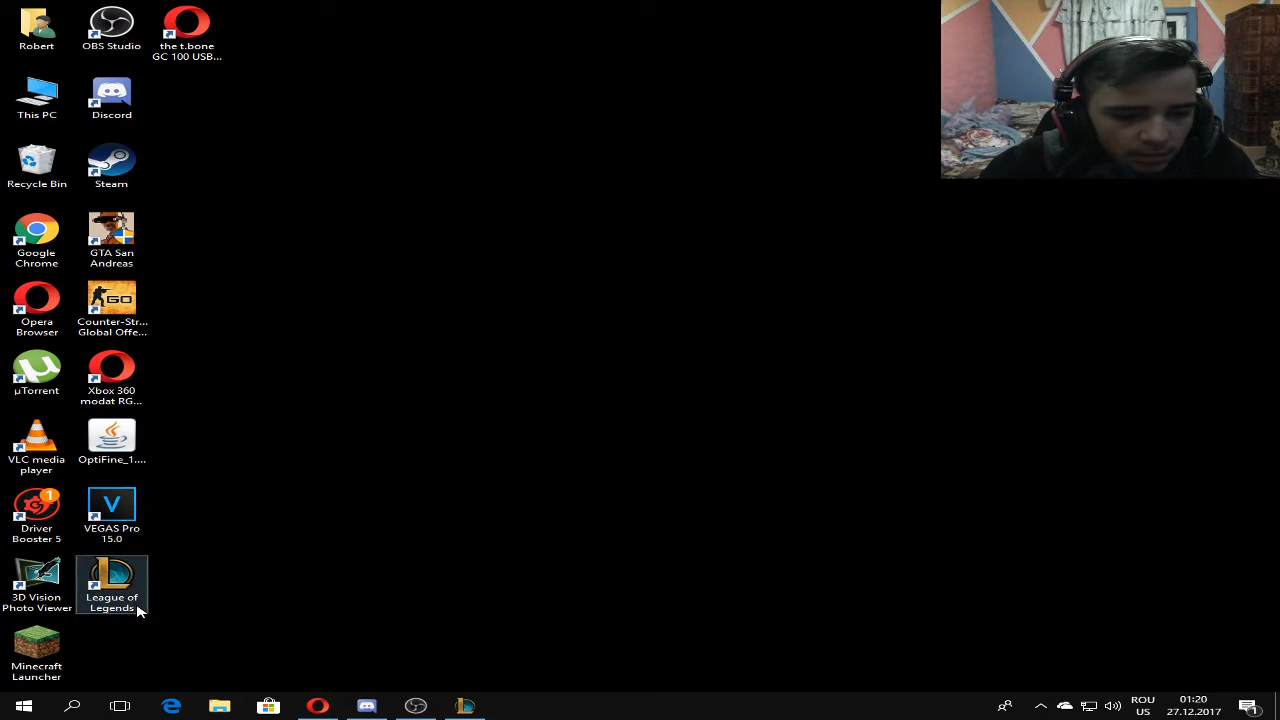 Robert
OBS Studio
the t.bone
GC 100 USB...
This PC
Discord
Recycle Bin
Steam
Google
Chrome
GTA San
Andreas
Opera
Browser
GO
Counter-Str...
Global Offe...
µ
µTorrent
Xbox 360
modat RG...
VLC media
player
OptiFine_1....
1
Driver
Booster 5
V
VEGAS Pro
15.0
3D Vision
Photo Viewer
L
League of
Legends
Minecraft
Launcher
ROU
US
01:20
27.12.2017
1